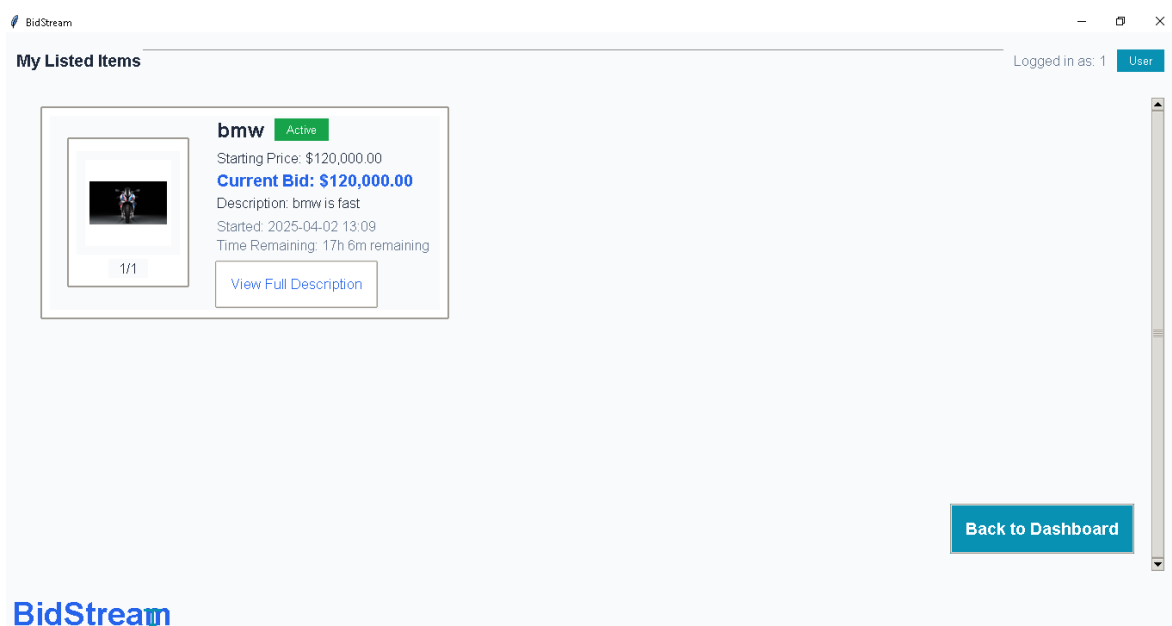 BidStream
My Listed Items
Logged in as: 1
User
bmw
Active
Starting Price: $120,000.00
Current Bid: $120,000.00
Description: bmw is fast
Started: 2025-04-02 13:09
Time Remaining: 17h 6m remaining
1/1
View Full Description
Back to Dashboard
BidStream